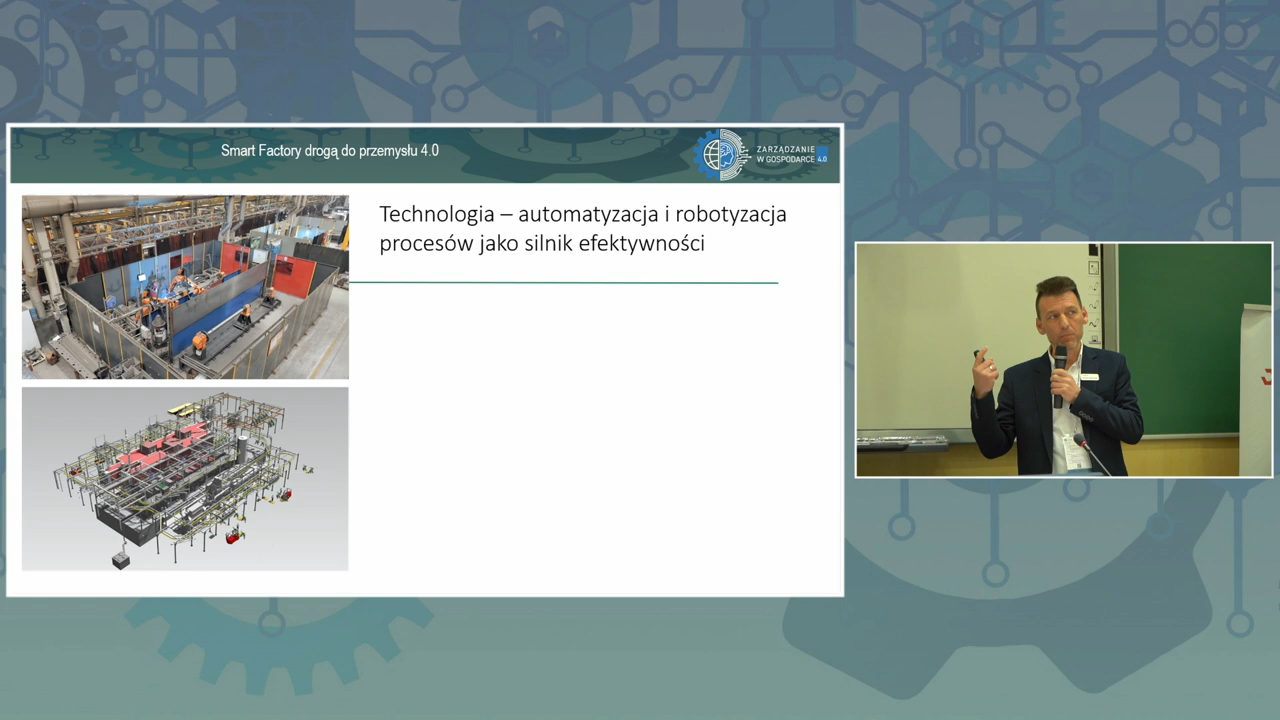 Smart Factory drogą do przemysłu 4.0
ZARZĄDZANIE
W GOSPODARCE 4.0
Technologia – automatyzacja i robotyzacja
procesów jako silnik efektywności